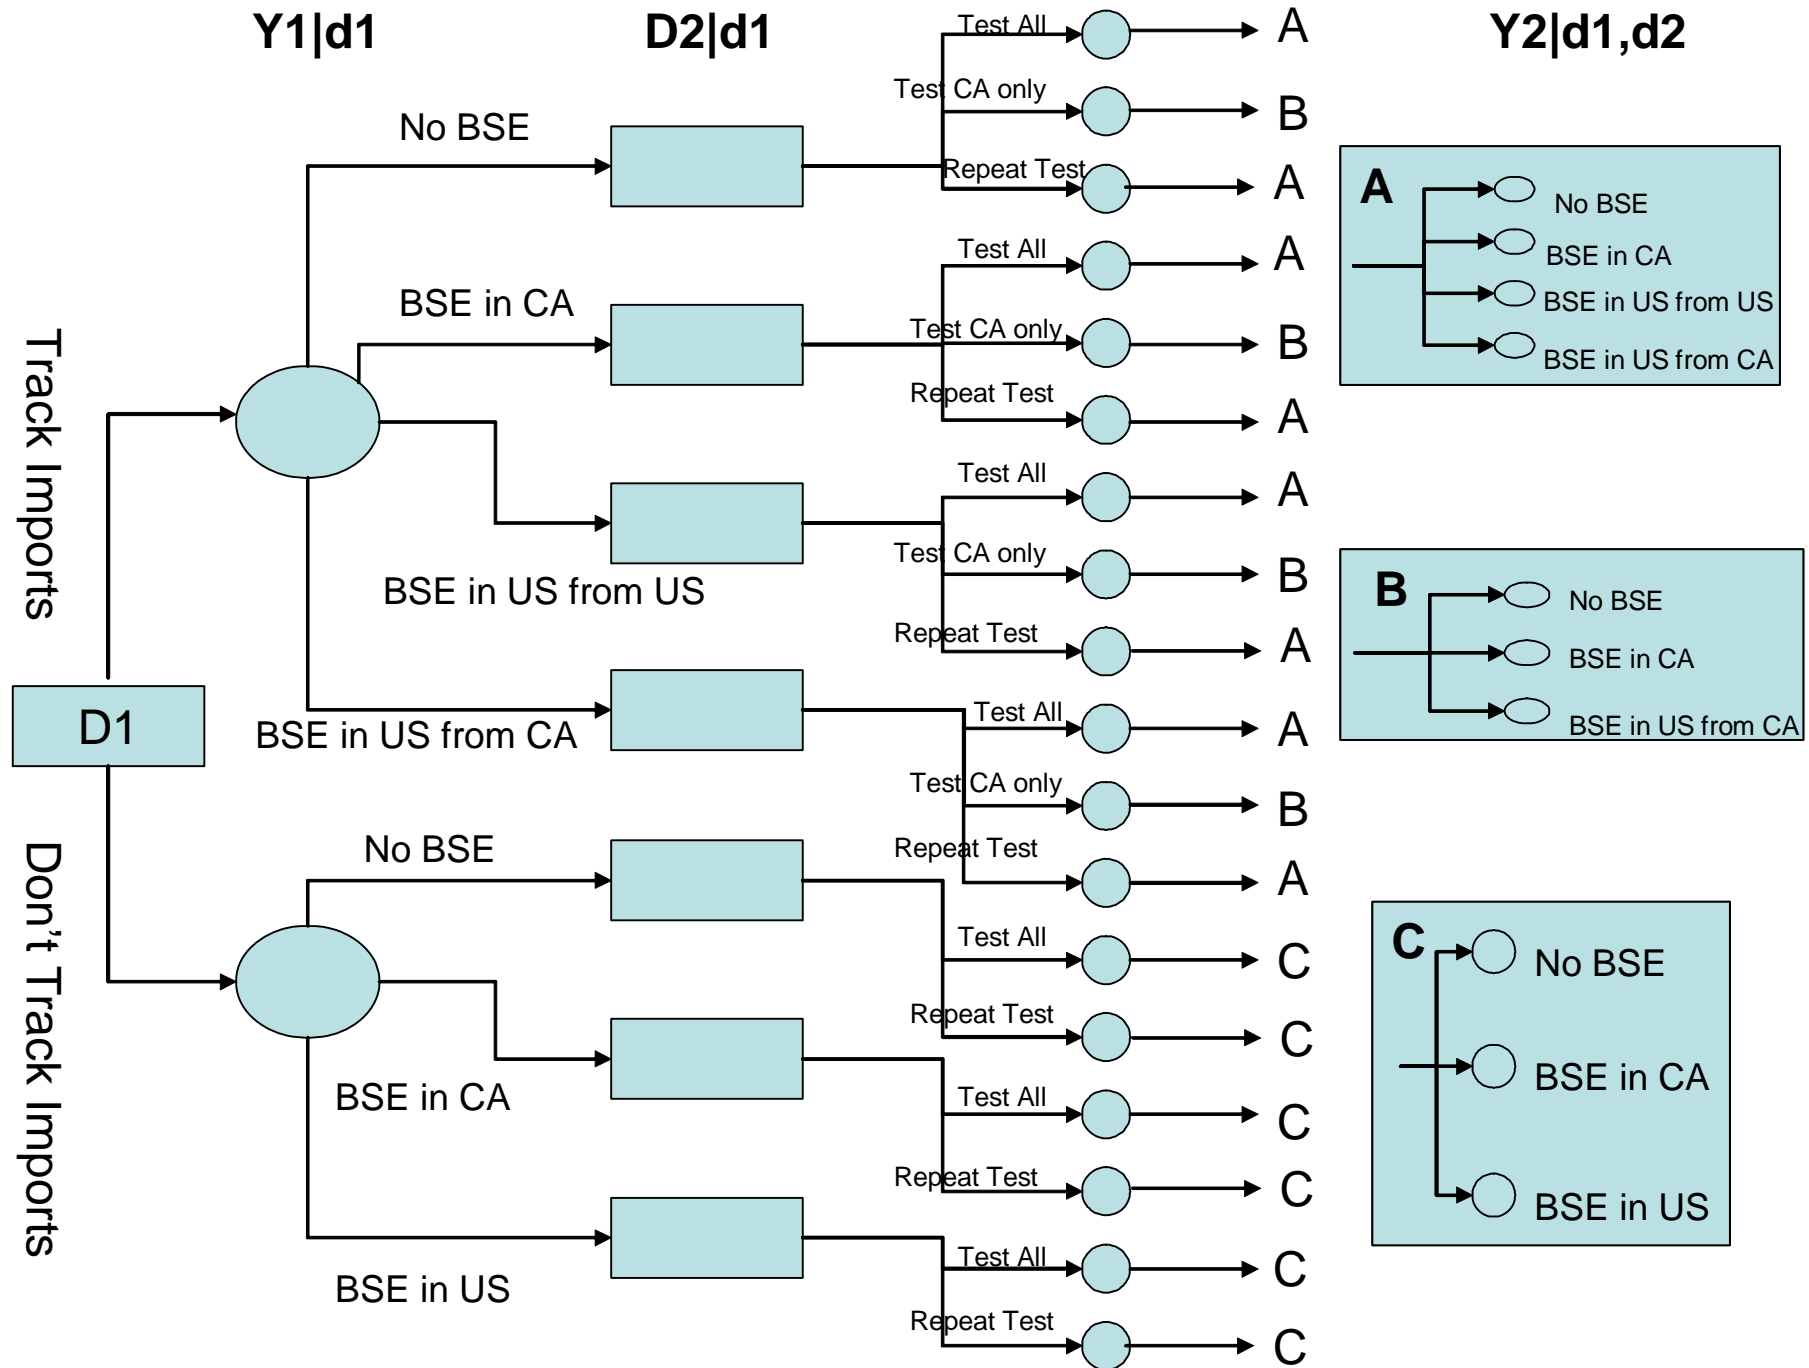 Y1|d1
D2|d1
Y2|d1,d2
Test All
A
Test CA only
B
No BSE
Repeat Test
A
Test All
A
BSE in CA
Test CA only
B
Repeat Test
A
Test All
A
Test CA only
B
BSE in US from US
Repeat Test
A
Test All
A
BSE in US from CA
Test CA only
B
Repeat Test
A
Track Imports
D1
Don't Track Imports
No BSE
Test All
C
Repeat Test
C
BSE in CA
Test All
C
Repeat Test
C
BSE in US
Test All
C
Repeat Test
C
A
No BSE
BSE in CA
BSE in US from US
BSE in US from CA
B
No BSE
BSE in CA
BSE in US from CA
C
No BSE
BSE in CA
BSE in US